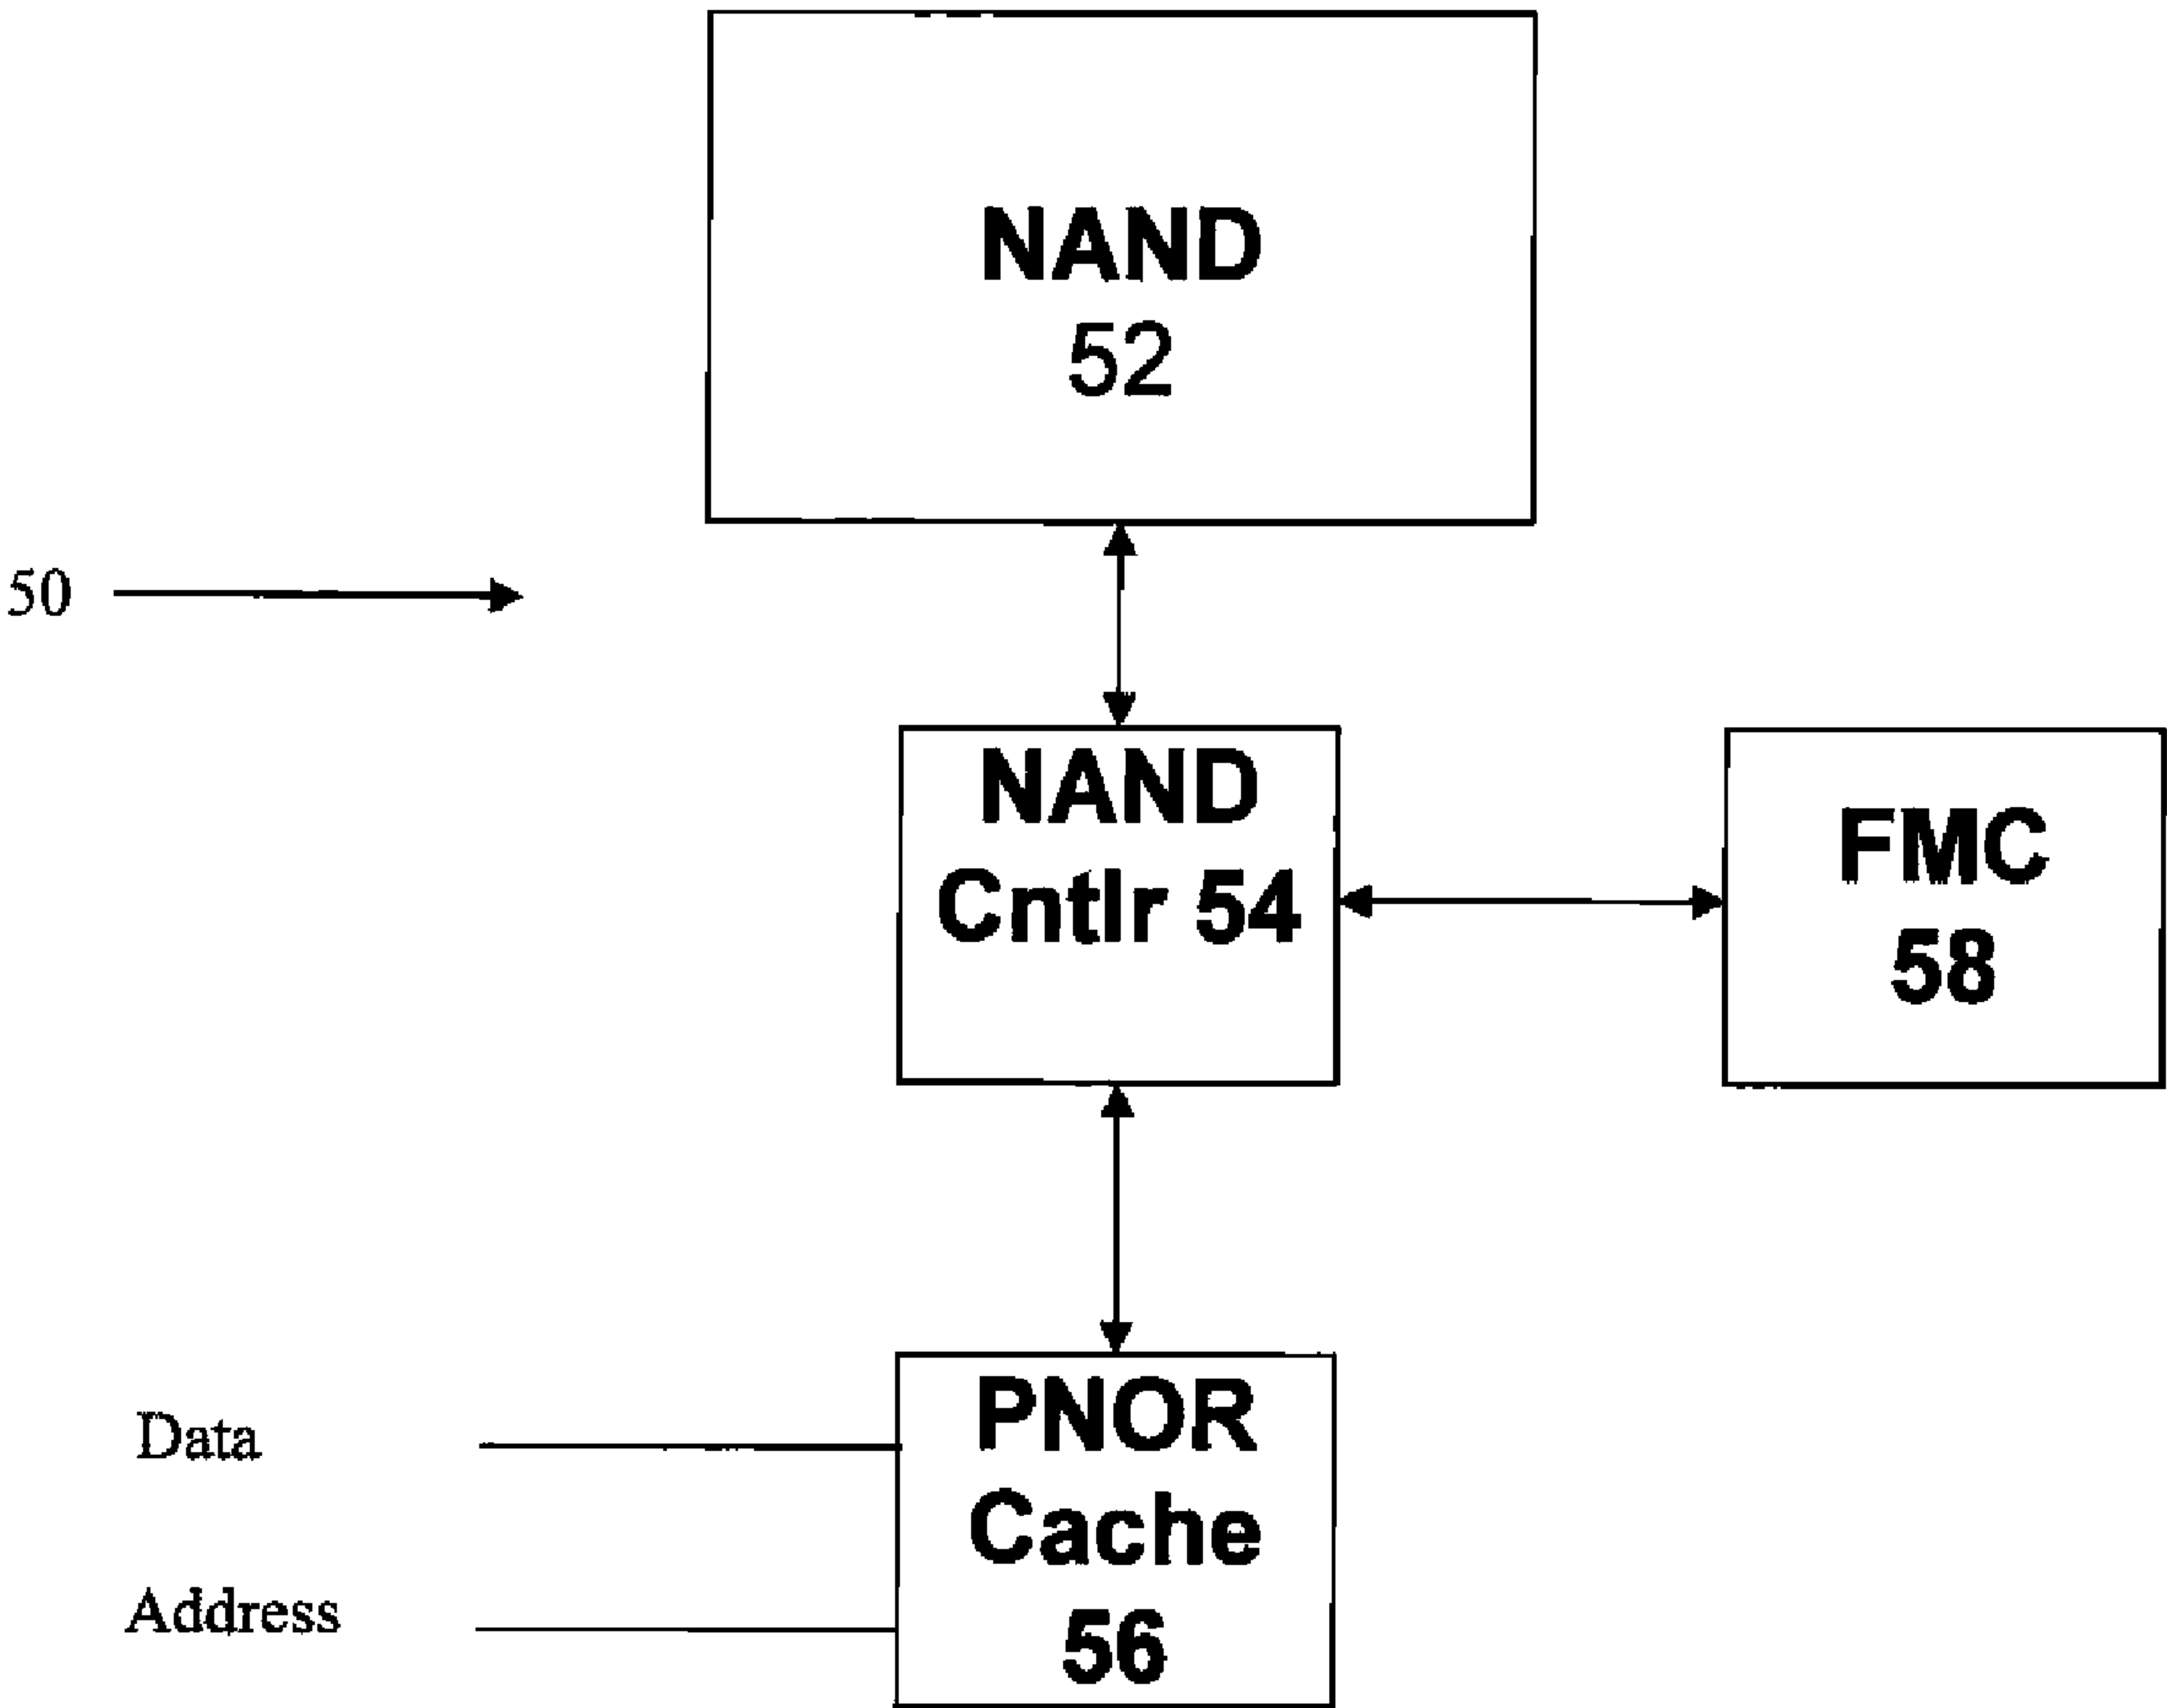 NAND
52
50
NAND
Cntlr 54
FMC
58
PNOR
Cache
56
Data
Address